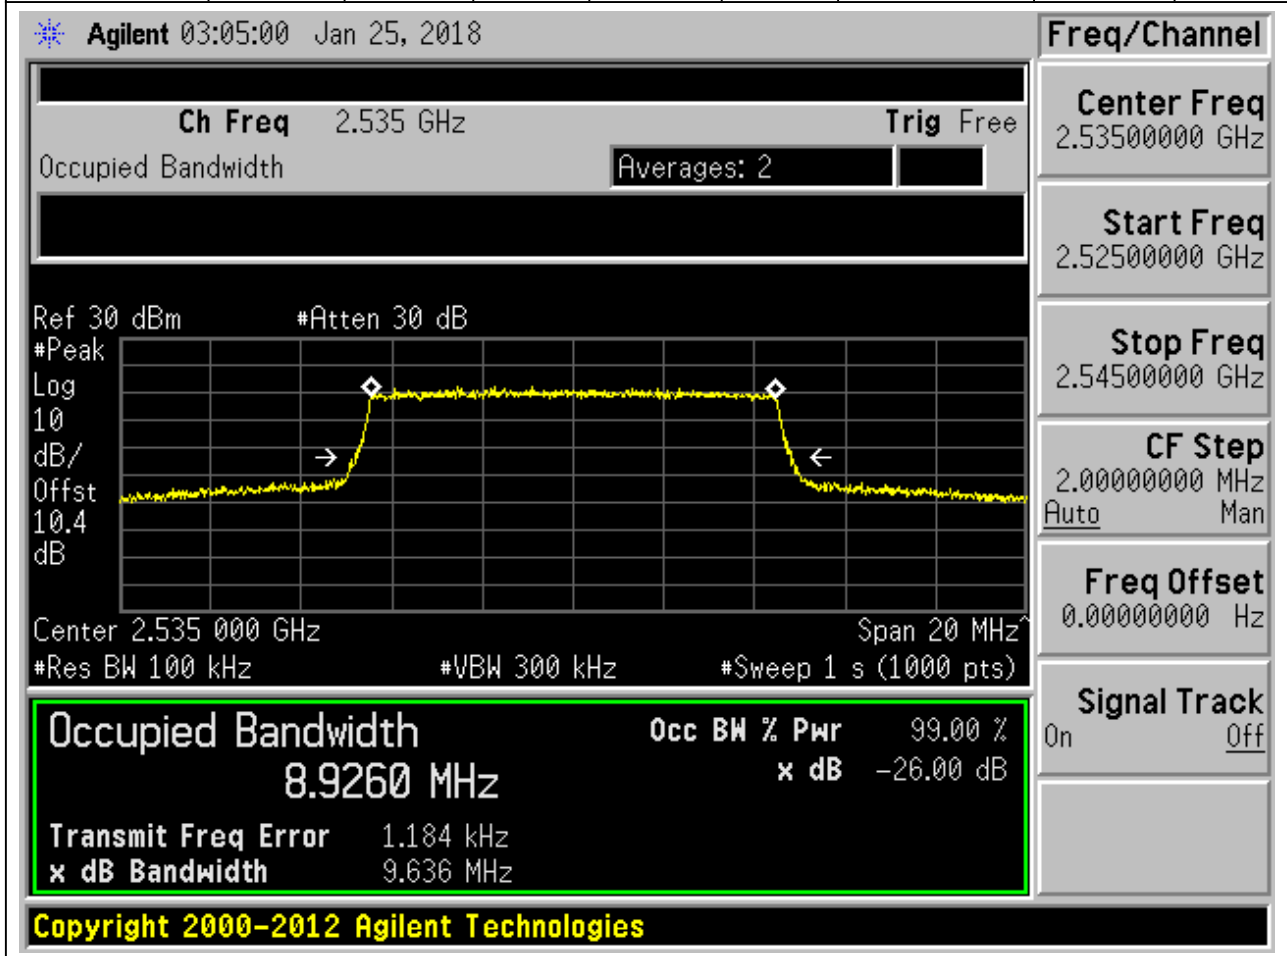 Agilent 03:05:00 Jan 25, 2018
Freq/Channel
Ch Freq 2.535 GHz Trig Free
Occupied Bandwidth Averages: 2
Center Freq
2.53500000 GHz
Start Freq
2.52500000 GHz
Stop Freq
2.54500000 GHz
CF Step
2.00000000 MHz
Auto Man
Freq Offset
0.00000000 Hz
Signal Track
On Off
Ref 30 dBm #Atten 30 dB
#Peak
Log
10
dB/
Offst
10.4
dB
Center 2.535 000 GHz Span 20 MHz^
#Res BW 100 kHz #VBW 300 kHz #Sweep 1 s (1000 pts)
Occupied Bandwidth Occ BW % Pwr 99.00 %
8.9260 MHz x dB -26.00 dB
Transmit Freq Error 1.184 kHz
x dB Bandwidth 9.636 MHz
Copyright 2000-2012 Agilent Technologies